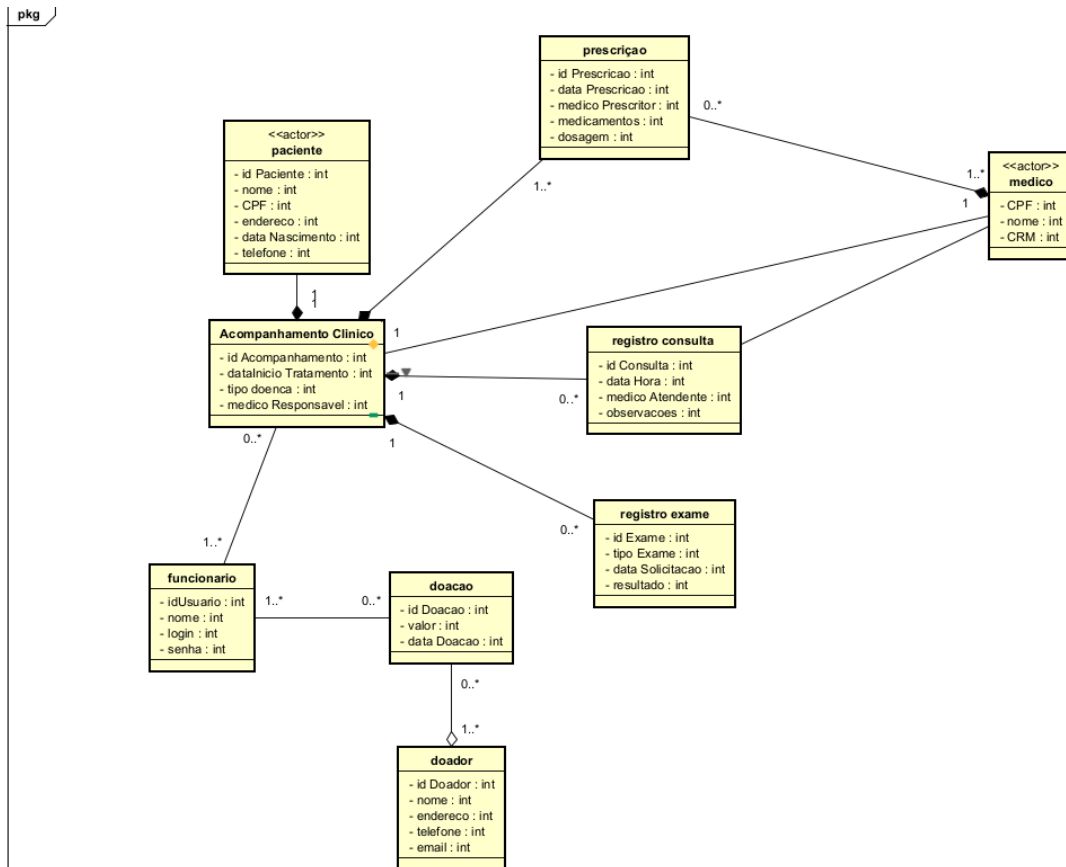 pkg
prescriçao
- id Prescricao : int
- data Prescricao : int
- medico Prescritor : int
- medicamentos : int
- dosagem : int
0..*
1..*
<<actor>>
paciente
- id Paciente : int
- nome : int
- CPF : int
- endereco : int
- data Nascimento : int
- telefone : int
1..*
1
<<actor>>
medico
- CPF : int
- nome : int
- CRM : int
1
1
Acompanhamento Clinico
- id Acompanhamento : int
- dataInicio Tratamento : int
- tipo doenca : int
- medico Responsavel : int
1
1
1
0..*
registro consulta
- id Consulta : int
- data Hora : int
- medico Atendente : int
- observacoes : int
0..*
0..*
registro exame
- id Exame : int
- tipo Exame : int
- data Solicitacao : int
- resultado : int
1..*
funcionário
- idUsuario : int
- nome : int
- login : int
- senha : int
1..*
0..*
doacao
- id Doacao : int
- valor : int
- data Doacao : int
0..*
1..*
doador
- id Doador : int
- nome : int
- endereco : int
- telefone : int
- email : int